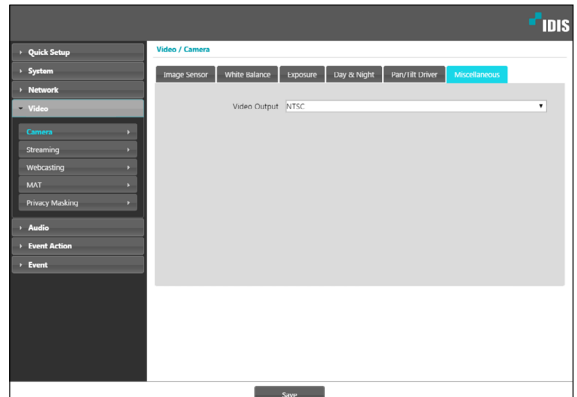 IDIS
Quick Setup
System
Network
Video
Camera
Streaming
Webcasting
MAT
Privacy Masking
Audio
Event Action
Event
Video / Camera
Image Sensor White Balance Exposure Day & Night Pan/Tilt Driver Miscellaneous
Video Output NTSC
Save